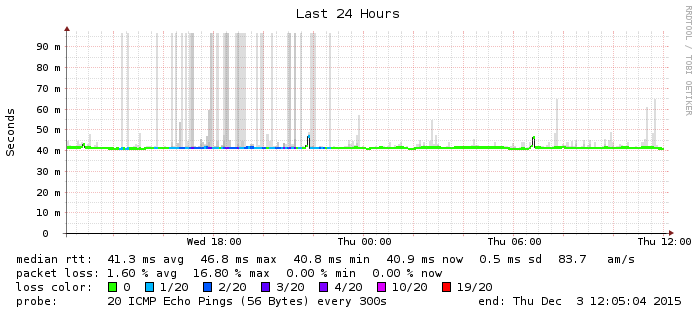 Last 24 Hours
RRDTOOL / TOBI OETIKER
Seconds
90 m
80 m
70 m
60 m
50 m
40 m
30 m
20 m
10 m
0
Wed 18:00 Thu 00:00 Thu 06:00 Thu 12:00
median rtt: 41.3 ms avg 46.8 ms max 40.8 ms min 40.9 ms now 0.5 ms sd 83.7 am/s
packet loss: 1.60 % avg 16.80 % max 0.00 % min 0.00 % now
loss color: 0 1/20 2/20 3/20 4/20 10/20 19/20
probe: 20 ICMP Echo Pings (56 Bytes) every 300s end: Thu Dec 3 12:05:04 2015